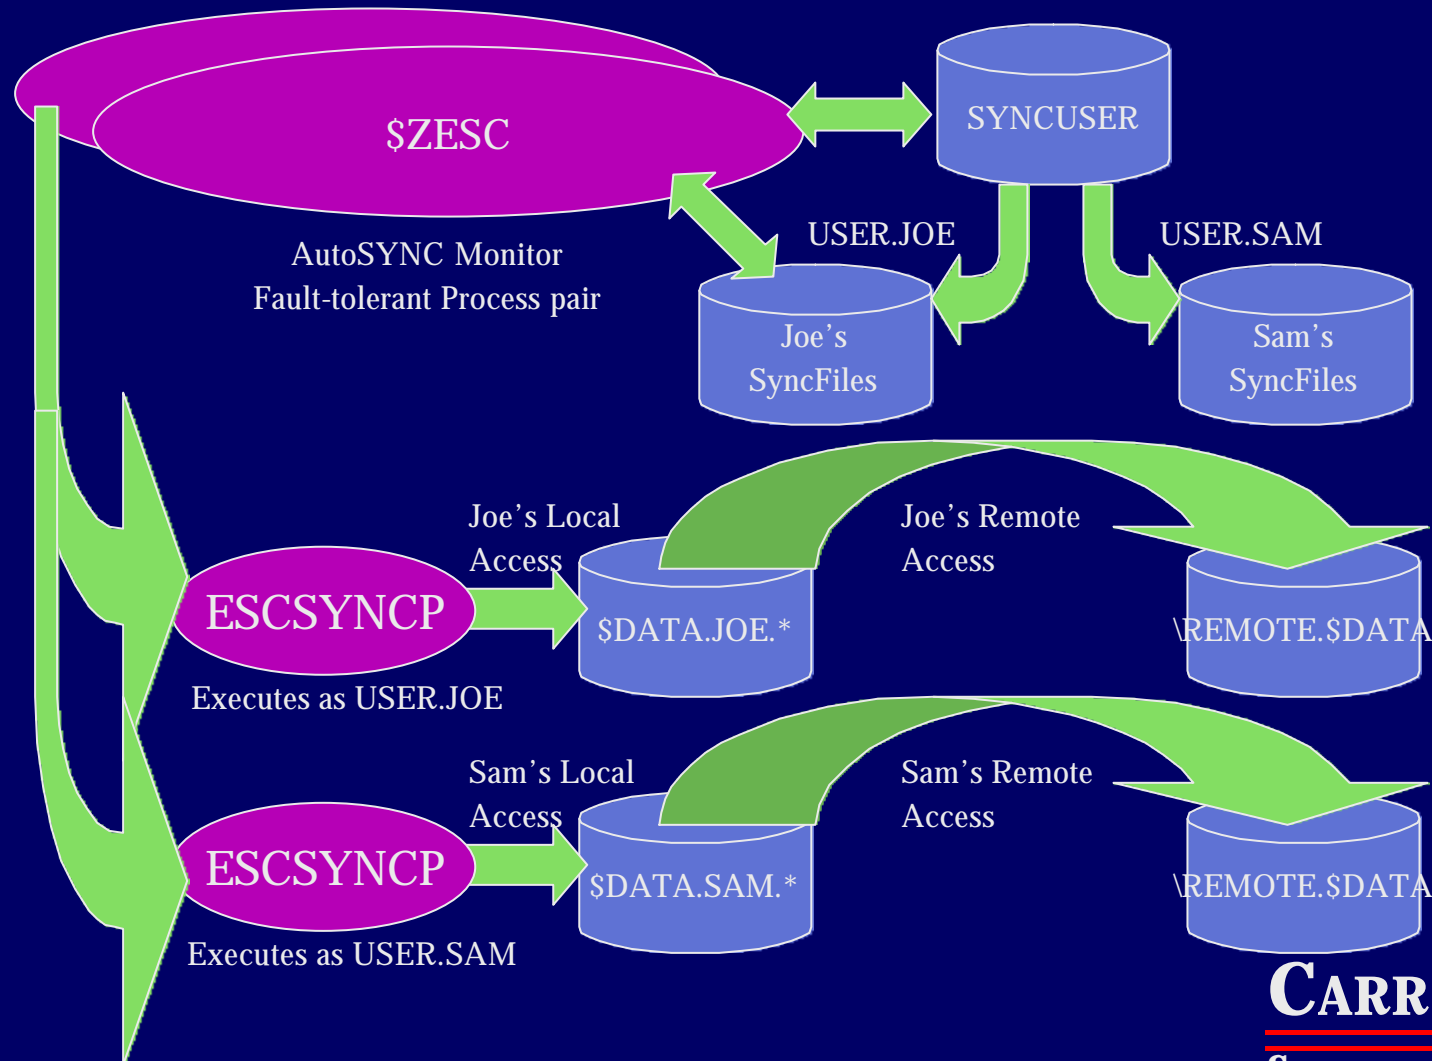 $ZESC
SYNCUSER
AutoSYNC Monitor
Fault-tolerant Process pair
USER.JOE
USER.SAM
Joe’s
SyncFiles
Sam’s
SyncFiles
Joe’s Local
Access
Joe’s Remote
Access
ESCSYNCP
$DATA.JOE.*
\REMOTE.$DATA
Executes as USER.JOE
Sam’s Local
Access
Sam’s Remote
Access
ESCSYNCP
$DATA.SAM.*
\REMOTE.$DATA
Executes as USER.SAM
CARR